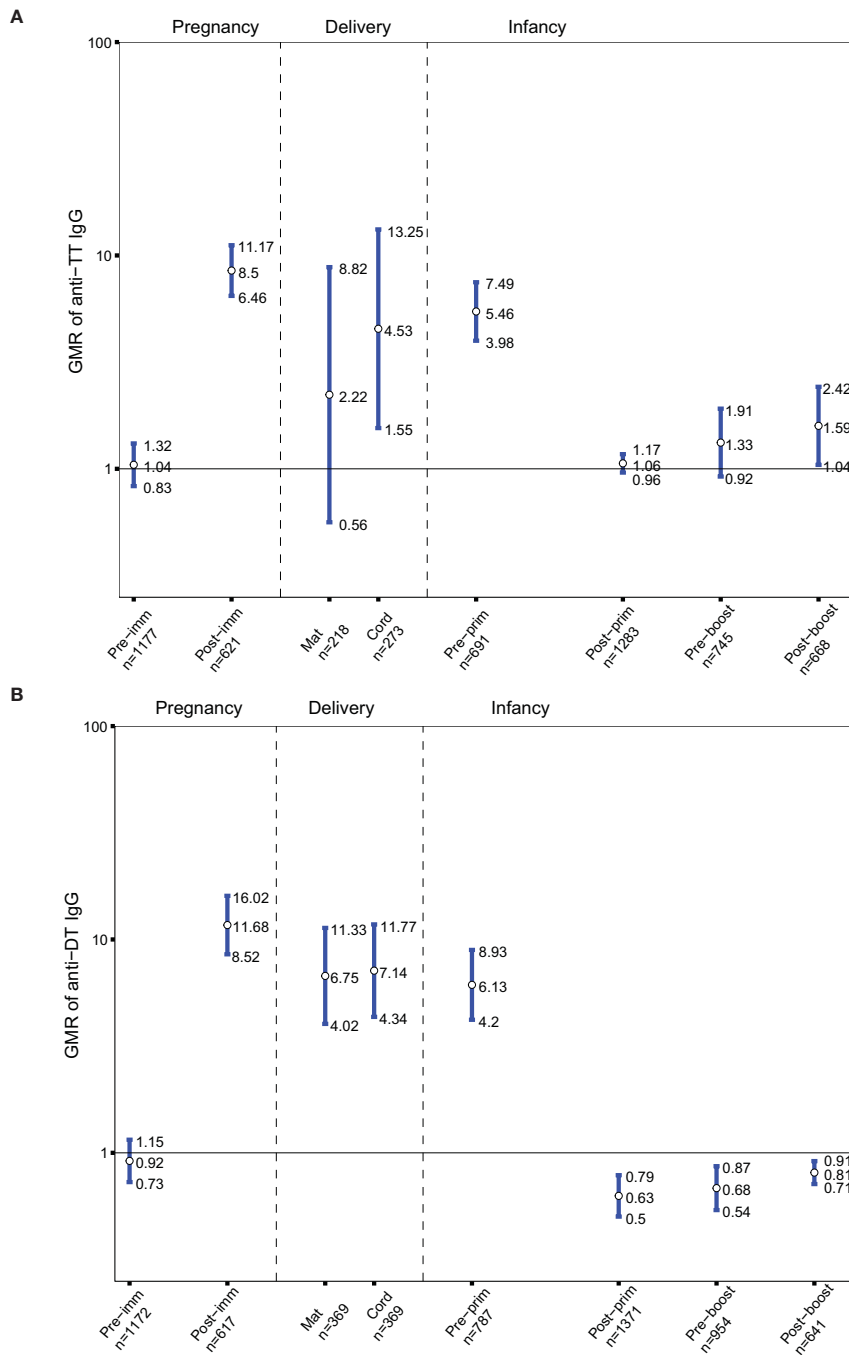 A
Pregnancy Delivery Infancy
100
10
1
GMR of anti−TT IgG
1.32
1.04
0.83
11.17
8.5
6.46
8.82
2.22
0.56
13.25
4.53
1.55
7.49
5.46
3.98
1.17
1.06
0.96
1.91
1.33
0.92
2.42
1.59
1.04
Pre−imm
n=1177
Post−imm
n=621
Mat
n=218
Cord
n=273
Pre−prim
n=691
Post−prim
n=1283
Pre−boost
n=745
Post−boost
n=668
B
Pregnancy Delivery Infancy
100
10
1
GMR of anti−DT IgG
1.15
0.92
0.73
16.02
11.68
8.52
11.33
6.75
4.02
11.77
7.14
4.34
8.93
6.13
4.2
0.79
0.63
0.5
0.87
0.68
0.54
0.91
0.81
0.71
Pre−imm
n=1172
Post−imm
n=617
Mat
n=369
Cord
n=369
Pre−prim
n=787
Post−prim
n=1371
Pre−boost
n=954
Post−boost
n=641